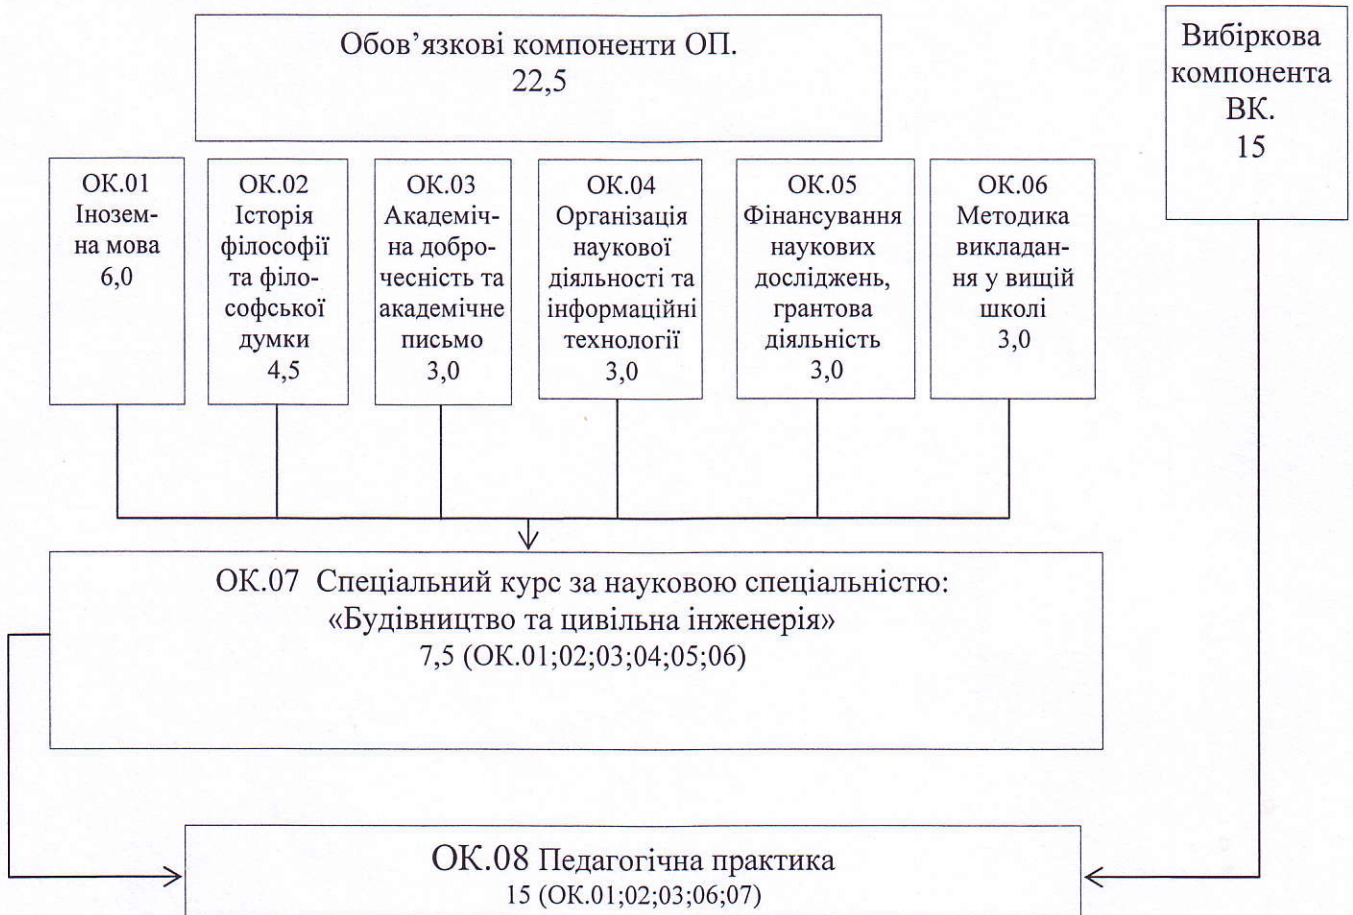 Обов’язкові компоненти ОП.
22,5
Вибіркова
компонента
ВК.
15
ОК.01
Інозем-
на мова
6,0
ОК.02
Історія
філософії
та філо-
софської
думки
4,5
ОК.03
Академіч-
на добро-
чесність та
академічне
письмо
3,0
ОК.04
Організація
наукової
діяльності та
інформаційні
технології
3,0
ОК.05
Фінансування
наукових
досліджень,
грантова
діяльність
3,0
ОК.06
Методика
викладан-
ня у вищій
школі
3,0
ОК.07 Спеціальний курс за науковою спеціальністю:
«Будівництво та цивільна інженерія»
7,5 (ОК.01;02;03;04;05;06)
ОК.08 Педагогічна практика
15 (ОК.01;02;03;06;07)